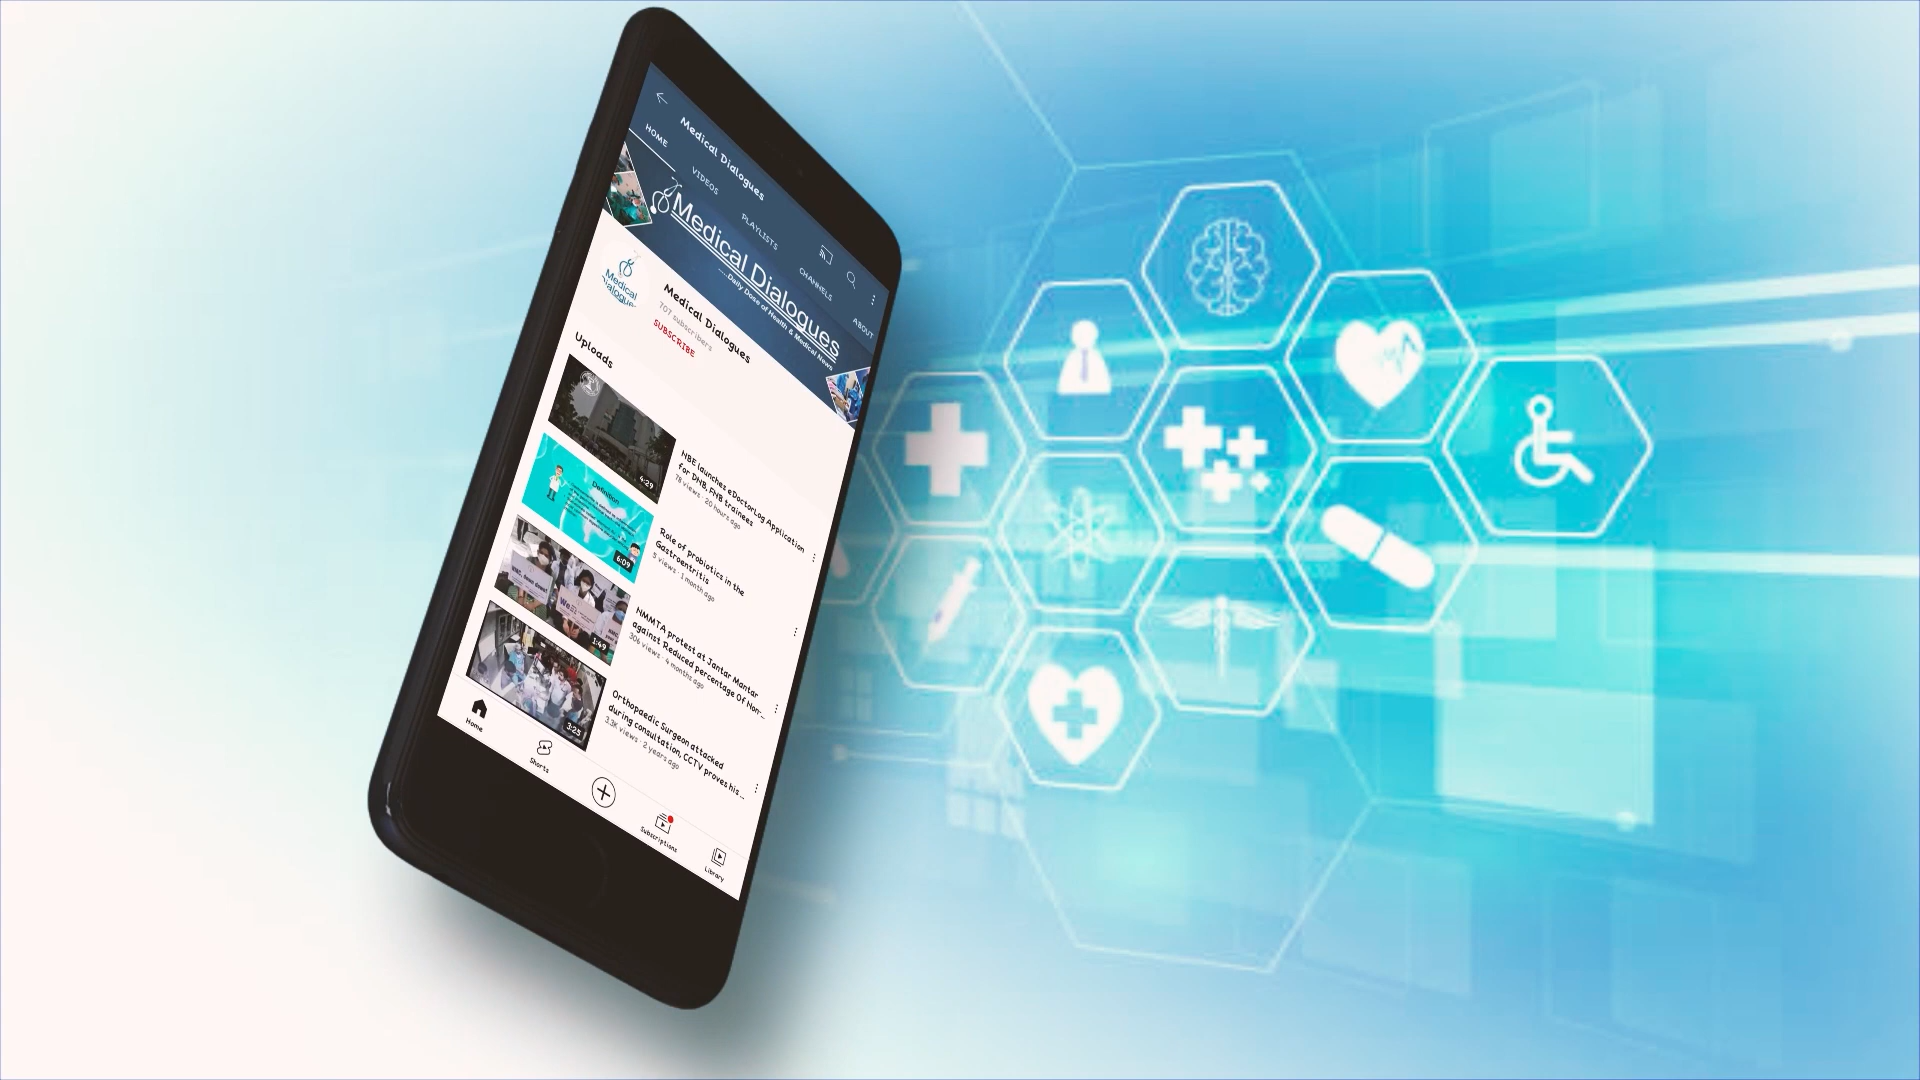 Medical Dialogues
HOME
VIDEOS
PLAYLISTS
CHANNELS
ABOUT
Medical Dialogues
.....Daily Dose of Health & Medical News
Medical
Dialogues
Medical Dialogues
707 subscribers
SUBSCRIBE
Uploads
4:29
NBE launches eDoctorLog Application
for DNB, FNB trainees
78 views · 20 hours ago
Definition
6:09
Role of probiotics in the
Gastroentritis
5 views · 1 month ago
We
1:49
NMMTA protest at Jantar Mantar
against Reduced percentage Of Non-...
306 views · 4 months ago
3:25
Orthopaedic Surgeon attacked
during consultation, CCTV proves his ...
3.3K views · 2 years ago
Home
Shorts
Subscriptions
Library